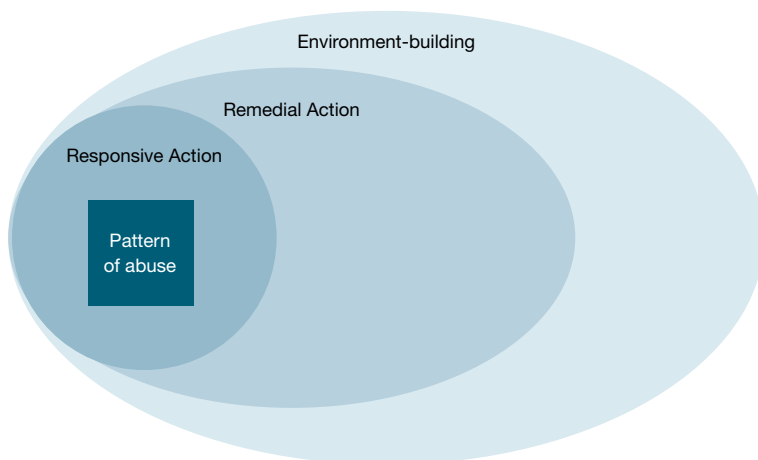 Environment-building
Remedial Action
Responsive Action
Pattern
of abuse